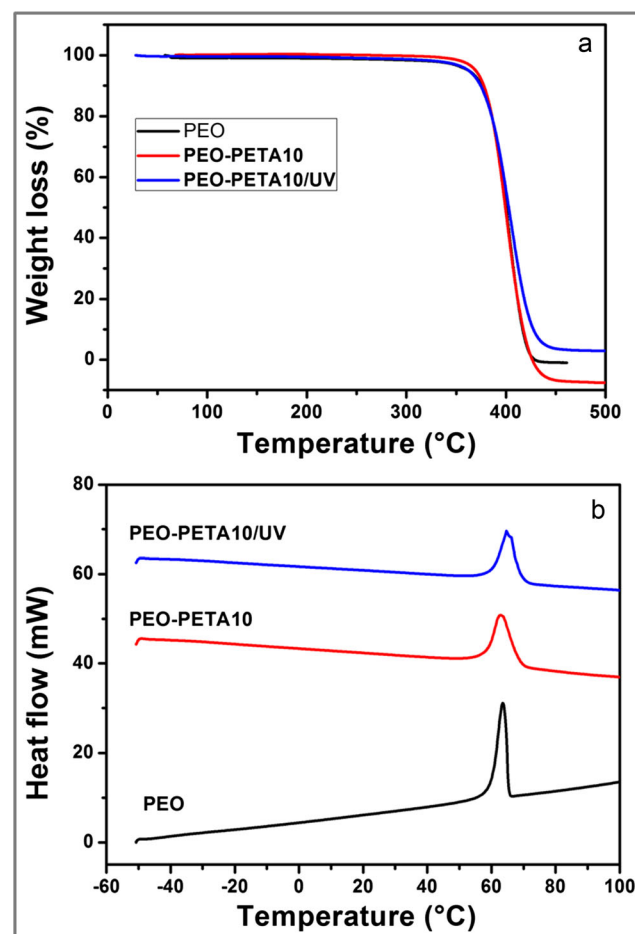 a
100
80
60
40
20
0
Weight loss (%)
PEO
PEO-PETA10
PEO-PETA10/UV
0 100 200 300 400 500
Temperature (°C)
b
80
60
40
20
0
Heat flow (mW)
PEO-PETA10/UV
PEO-PETA10
PEO
-60 -40 -20 0 20 40 60 80 100
Temperature (°C)